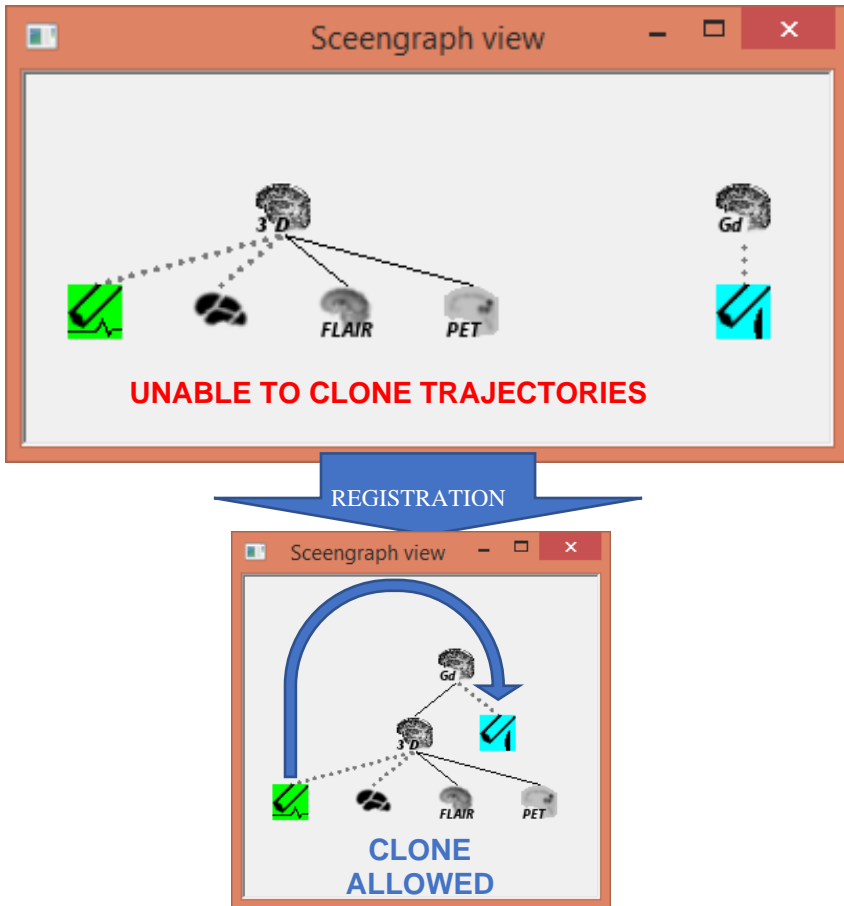 Sceengraph view
3 D
Gd
FLAIR
PET
UNABLE TO CLONE TRAJECTORIES
REGISTRATION
Sceengraph view
Gd
3 D
FLAIR
PET
CLONE
ALLOWED